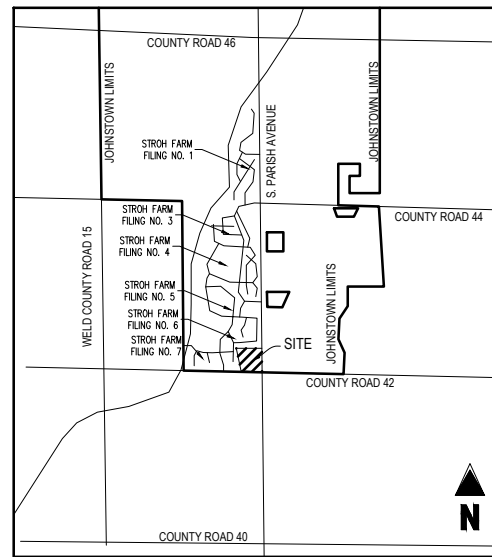 COUNTY ROAD 46
JOHNSTOWN LIMITS
JOHNSTOWN LIMITS
S. PARISH AVENUE
STROH FARM
FILING NO. 1
COUNTY ROAD 44
STROH FARM
FILING NO. 3
STROH FARM
FILING NO. 4
WELD COUNTY ROAD 15
STROH FARM
FILING NO. 5
STROH FARM
FILING NO. 6
STROH FARM
FILING NO. 7
SITE
JOHNSTOWN LIMITS
COUNTY ROAD 42
N
COUNTY ROAD 40